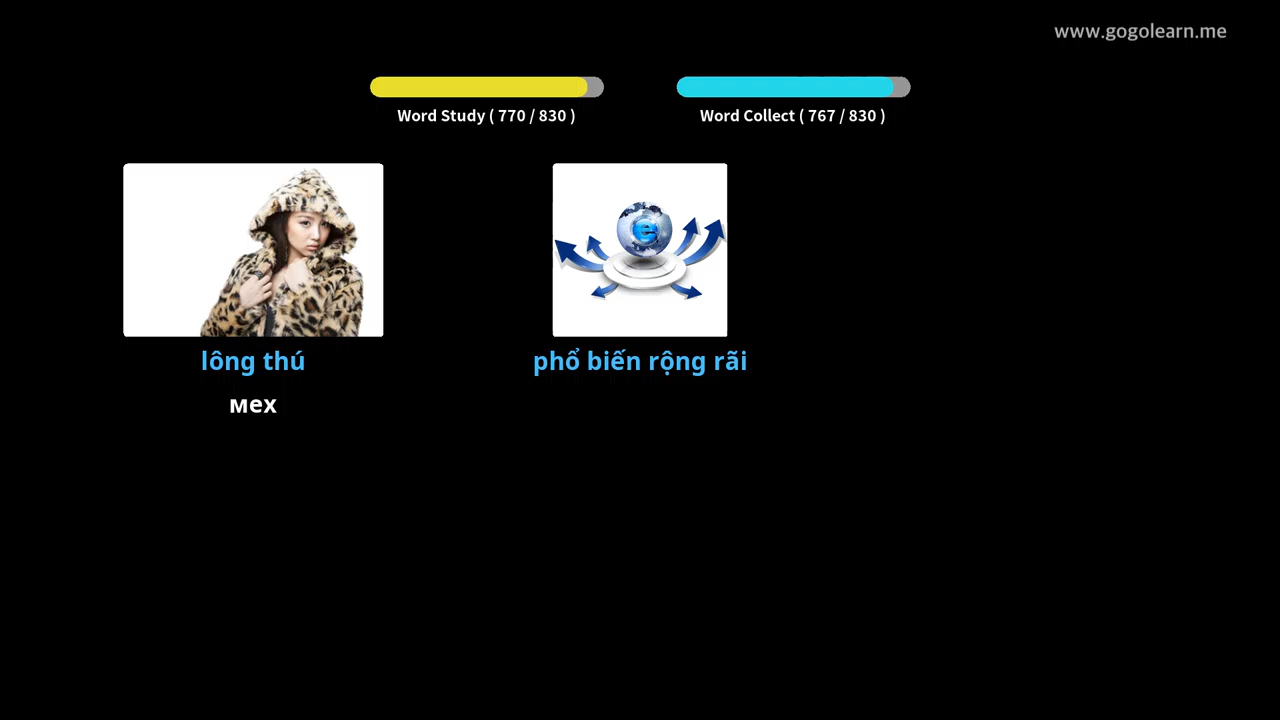 www.gogolearn.me
Word Study ( 770 / 830 )
Word Collect ( 767 / 830 )
e
lông thú
phổ biến rộng rãi
мех